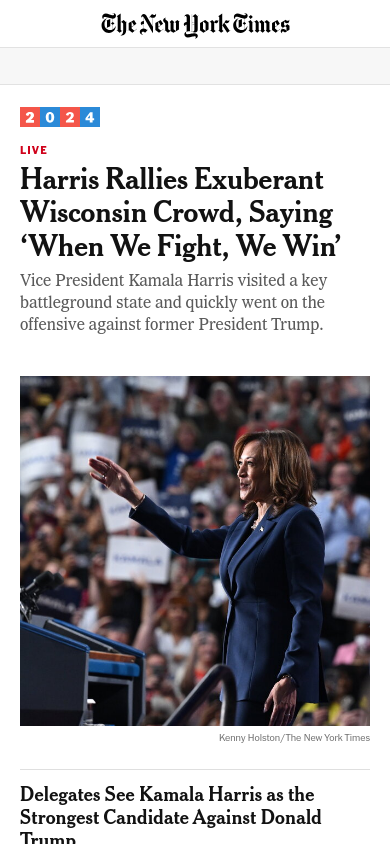 The New York Times
2024
LIVE
Harris Rallies Exuberant
Wisconsin Crowd, Saying
‘When We Fight, We Win’
Vice President Kamala Harris visited a key
battleground state and quickly went on the
offensive against former President Trump.
KAMALA
Kenny Holston/The New York Times
Delegates See Kamala Harris as the
Strongest Candidate Against Donald
Trump